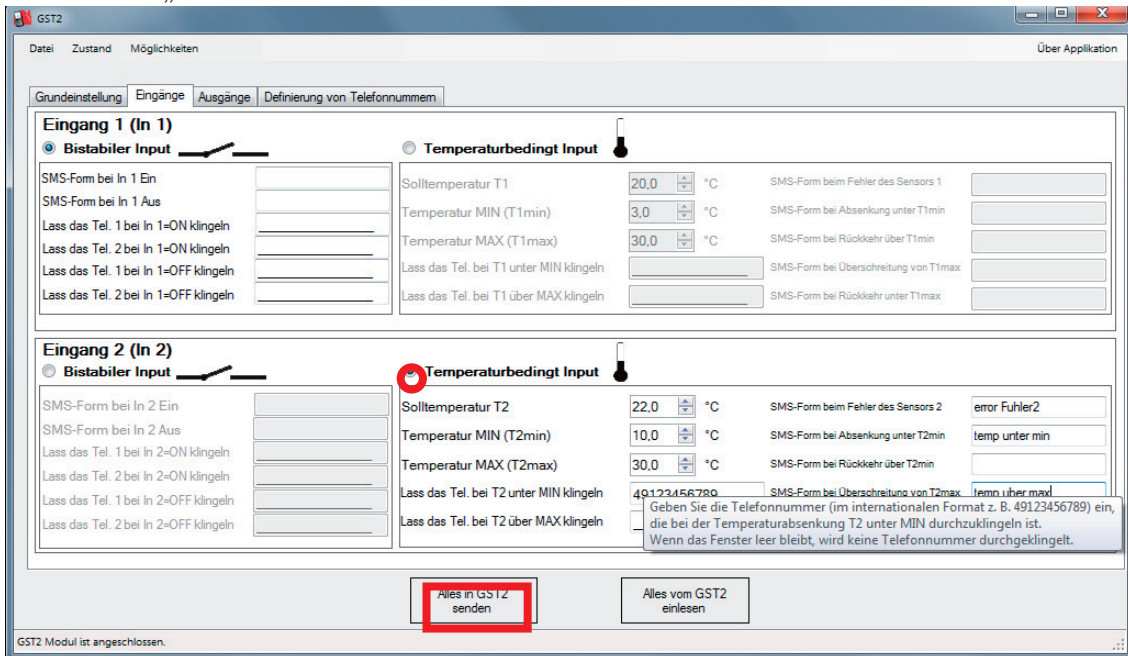 GST2
Datei Zustand Möglichkeiten Über Applikation
Grundeinstellung Eingänge Ausgänge Definierung von Telefonnummern
Eingang 1 (In 1)
Bistabiler Input Temperaturbedingt Input
SMS-Form bei In 1 Ein
SMS-Form bei In 1 Aus
Lass das Tel. 1 bei In 1=ON klingeln
Lass das Tel. 2 bei In 1=ON klingeln
Lass das Tel. 1 bei In 1=OFF klingeln
Lass das Tel. 2 bei In 1=OFF klingeln
Solltemperatur T1 20,0 °C SMS-Form beim Fehler des Sensors 1
Temperatur MIN (T1min) 3,0 °C SMS-Form bei Absenkung unter T1min
Temperatur MAX (T1max) 30,0 °C SMS-Form bei Rückkehr über T1min
Lass das Tel. bei T1 unter MIN klingeln SMS-Form bei Überschreitung von T1max
Lass das Tel. bei T1 über MAX klingeln SMS-Form bei Rückkehr unter T1max
Eingang 2 (In 2)
Bistabiler Input Temperaturbedingt Input
SMS-Form bei In 2 Ein
SMS-Form bei In 2 Aus
Lass das Tel. 1 bei In 2=ON klingeln
Lass das Tel. 2 bei In 2=ON klingeln
Lass das Tel. 1 bei In 2=OFF klingeln
Lass das Tel. 2 bei In 2=OFF klingeln
Solltemperatur T2 22,0 °C SMS-Form beim Fehler des Sensors 2 error Fuhler2
Temperatur MIN (T2min) 10,0 °C SMS-Form bei Absenkung unter T2min temp unter min
Temperatur MAX (T2max) 30,0 °C SMS-Form bei Rückkehr über T2min
Lass das Tel. bei T2 unter MIN klingeln 49123456789 SMS-Form bei Überschreitung von T2max temp uber max
Lass das Tel. bei T2 über MAX klingeln
Geben Sie die Telefonnummer (im internationalen Format z. B. 49123456789) ein,
die bei der Temperaturabsenkung T2 unter MIN durchzuklingeln ist.
Wenn das Fenster leer bleibt, wird keine Telefonnummer durchgeklingelt.
Alles in GST2
senden
Alles vom GST2
einlesen
GST2 Modul ist angeschlossen.